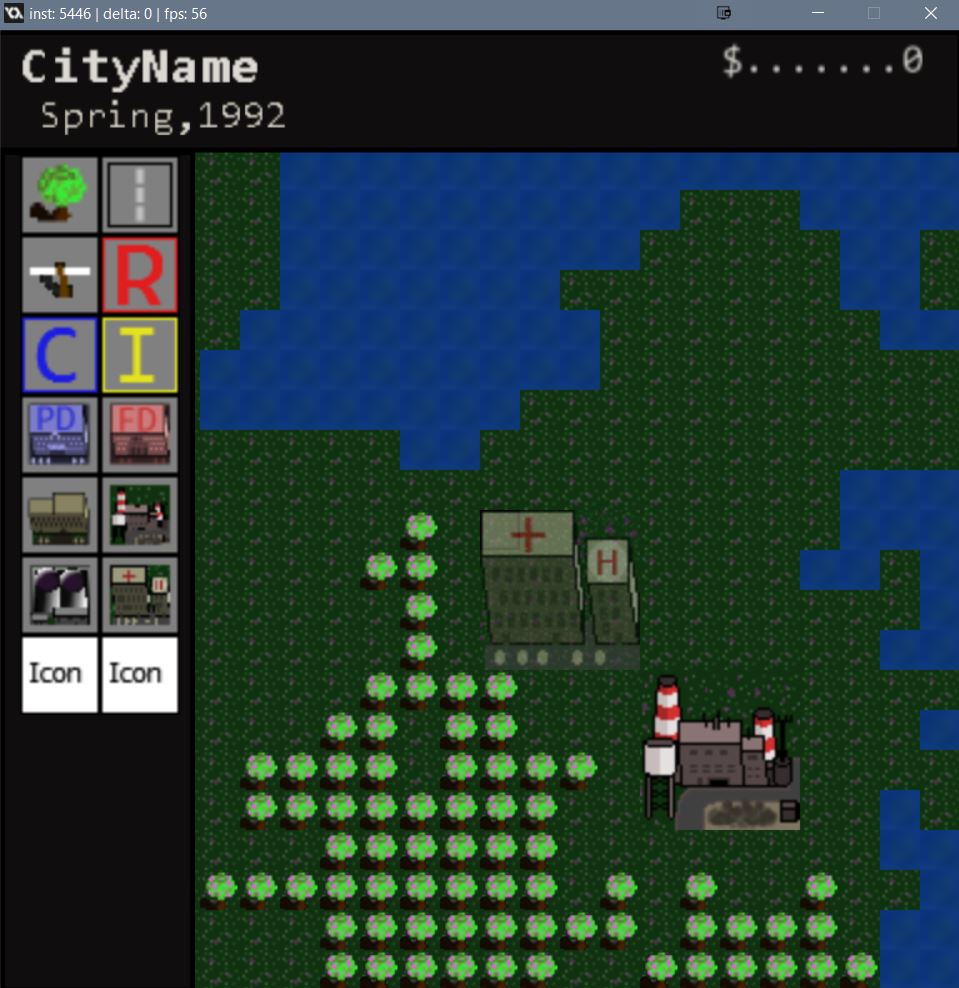 inst: 5446 | delta: 0 | fps: 56
CityName
$.......0
Spring,1992
R
C
I
PD
FD
H
Icon
Icon
H